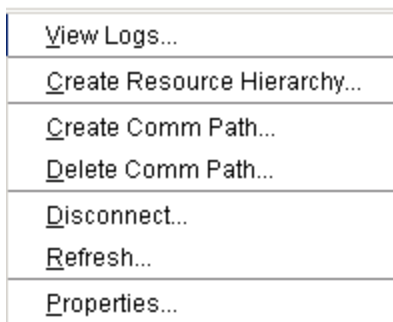 View Logs...
Create Resource Hierarchy...
Create Comm Path...
Delete Comm Path...
Disconnect...
Refresh...
Properties...